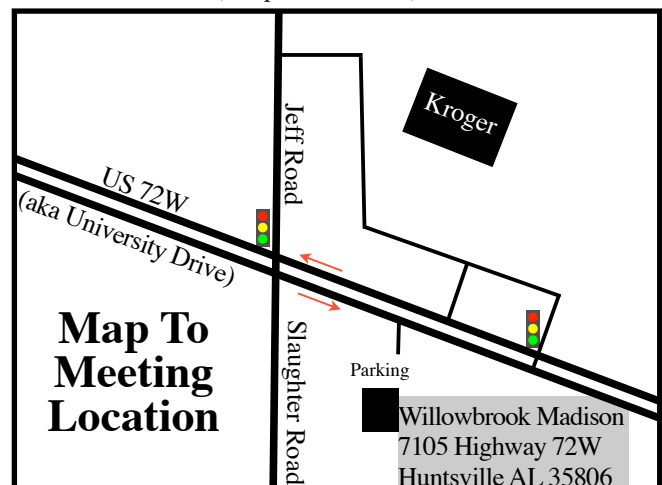 Kroger
Jeff Road
US 72W
(aka University Drive)
Map To
Meeting
Location
Slaughter Road
Parking
Willowbrook Madison
7105 Highway 72W
Huntsville AL 35806